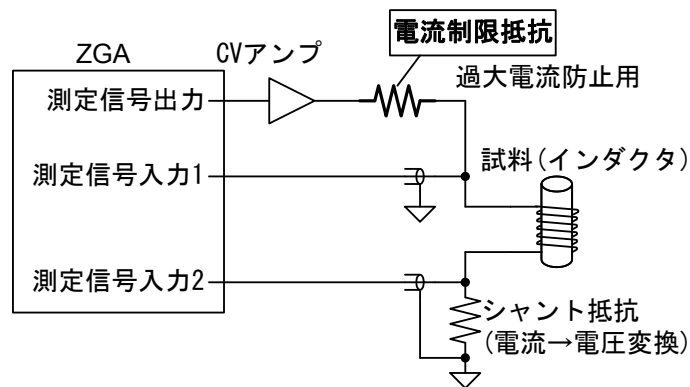 電流制限抵抗
ZGA
CVアンプ
過大電流防止用
測定信号出力
測定信号入力1
試料(インダクタ)
測定信号入力2
シャント抵抗
(電流→電圧変換)